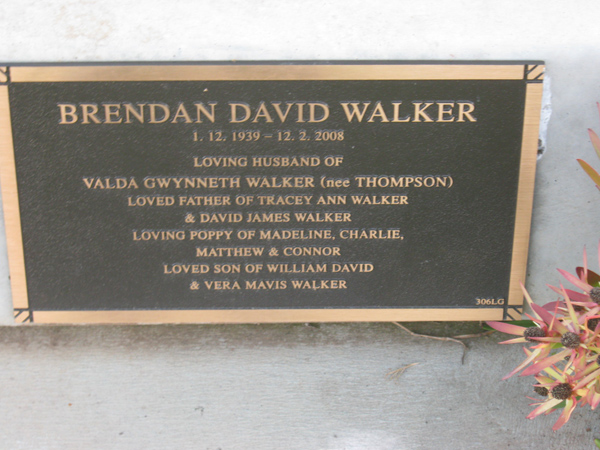 BRENDAN DAVID WALKER
1. 12. 1939 – 12. 2. 2008
LOVING HUSBAND OF
VALDA GWYNNETH WALKER (nee THOMPSON)
LOVED FATHER OF TRACEY ANN WALKER
& DAVID JAMES WALKER
LOVING POPPY OF MADELINE, CHARLIE,
MATTHEW & CONNOR
LOVED SON OF WILLIAM DAVID
& VERA MAVIS WALKER
306LG